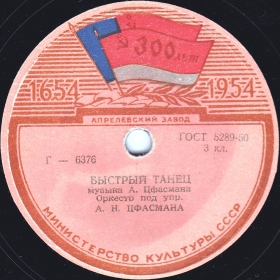 300 лет
1654 1954
АПРЕЛЕВСКИЙ ЗАВОД
ГОСТ 5289-50
3 кл.
Г — 6376
БЫСТРЫЙ ТАНЕЦ
музыка А. Цфасмана
Оркестр под упр.
А. Н. ЦФАСМАНА
МИНИСТЕРСТВО КУЛЬТУРЫ СССР